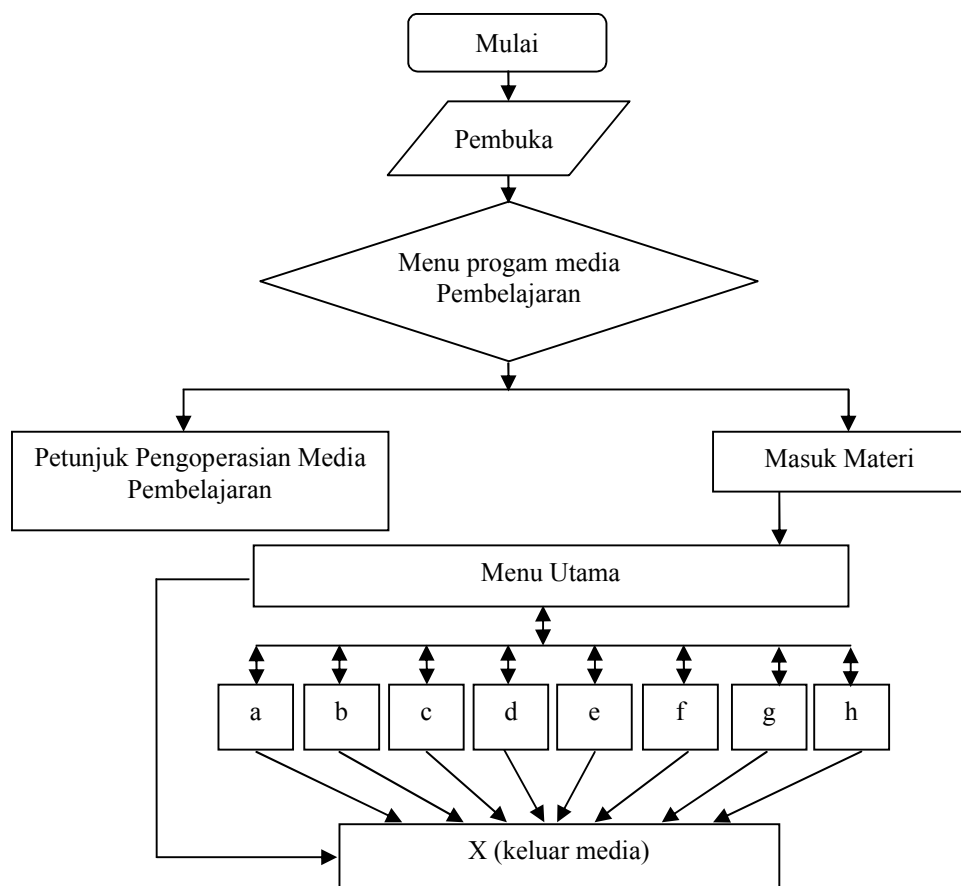 Mulai
Pembuka
Menu progam media
Pembelajaran
Petunjuk Pengoperasian Media
Pembelajaran
Masuk Materi
Menu Utama
a
b
c
d
e
f
g
h
X (keluar media)